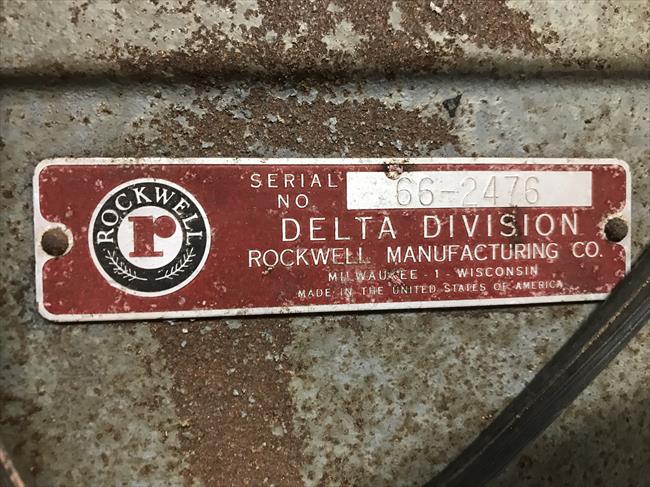 ROCKWELL
r
SERIAL
NO 66-2476
DELTA DIVISION
ROCKWELL MANUFACTURING CO.
MILWAUKEE - 1 - WISCONSIN
MADE IN THE UNITED STATES OF AMERICA